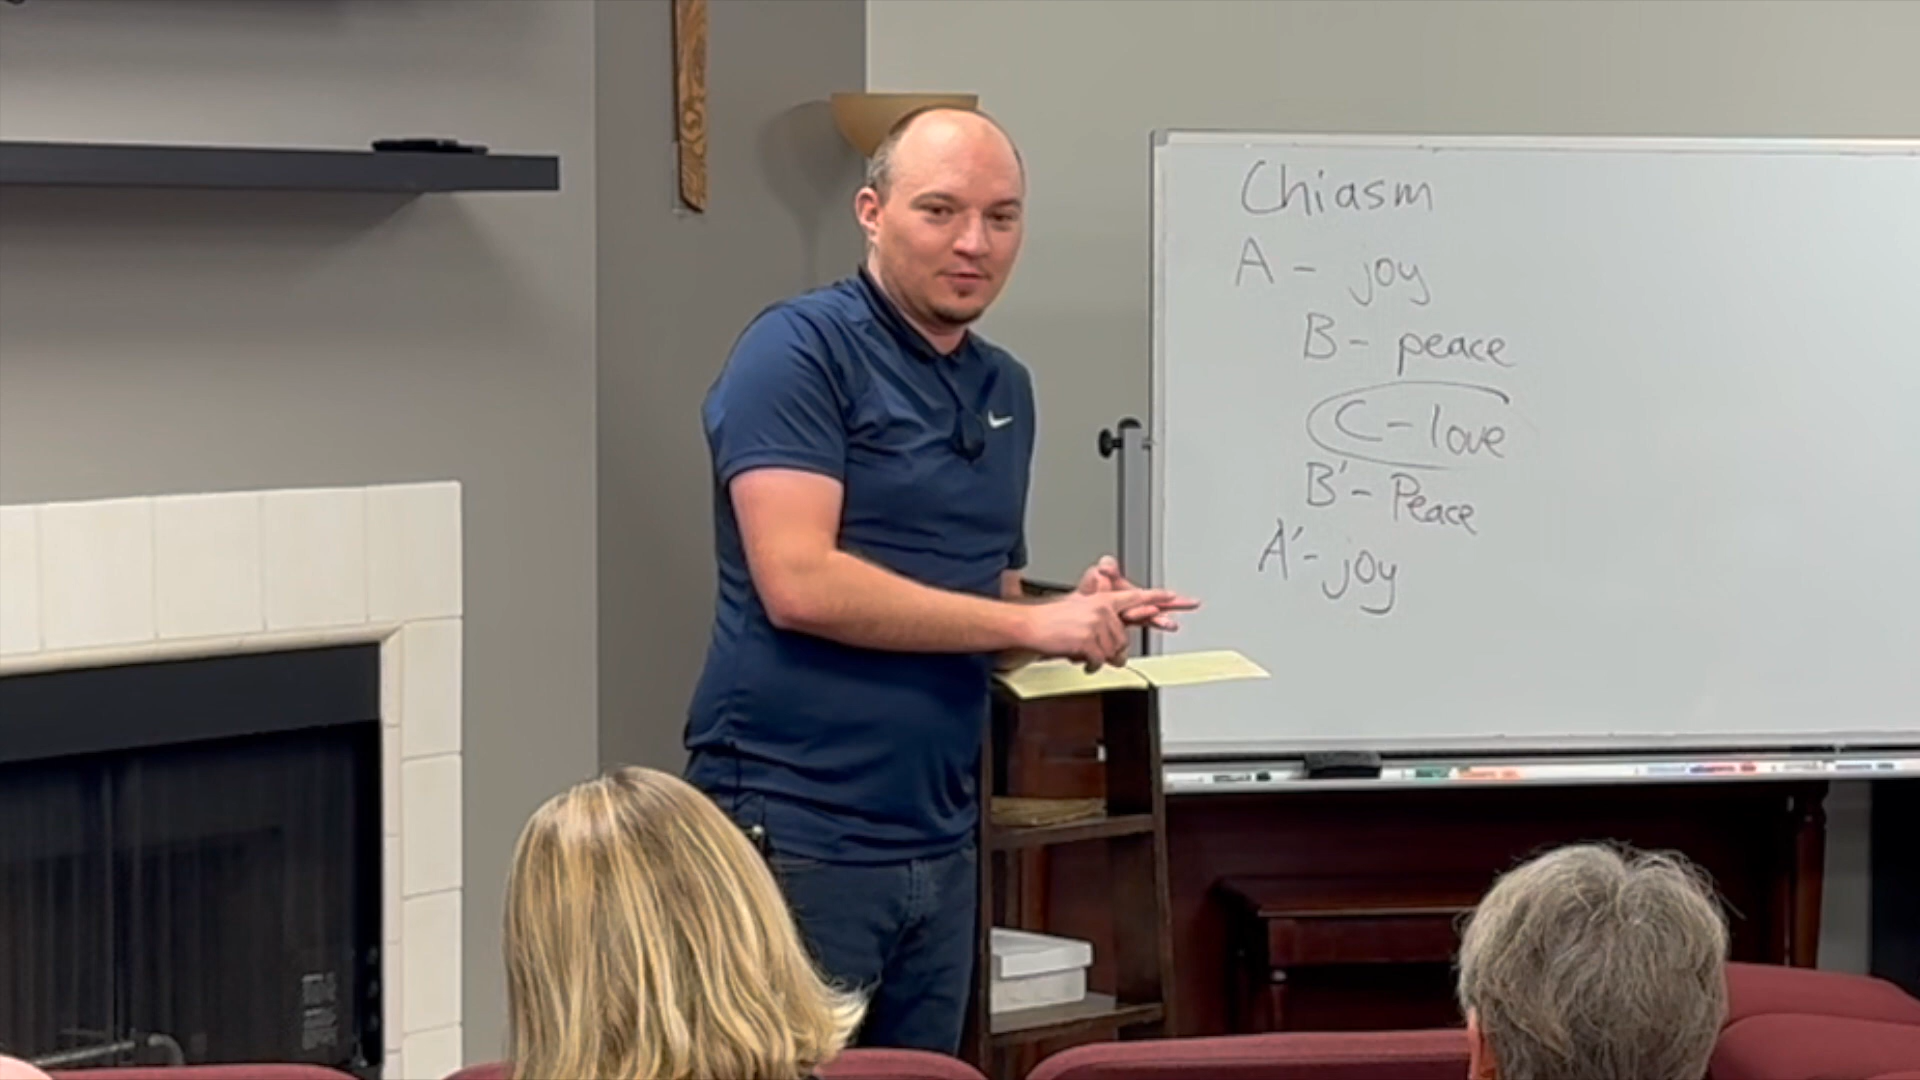 Chiasm
A - joy
B - peace
C - love
B' - Peace
A' - joy